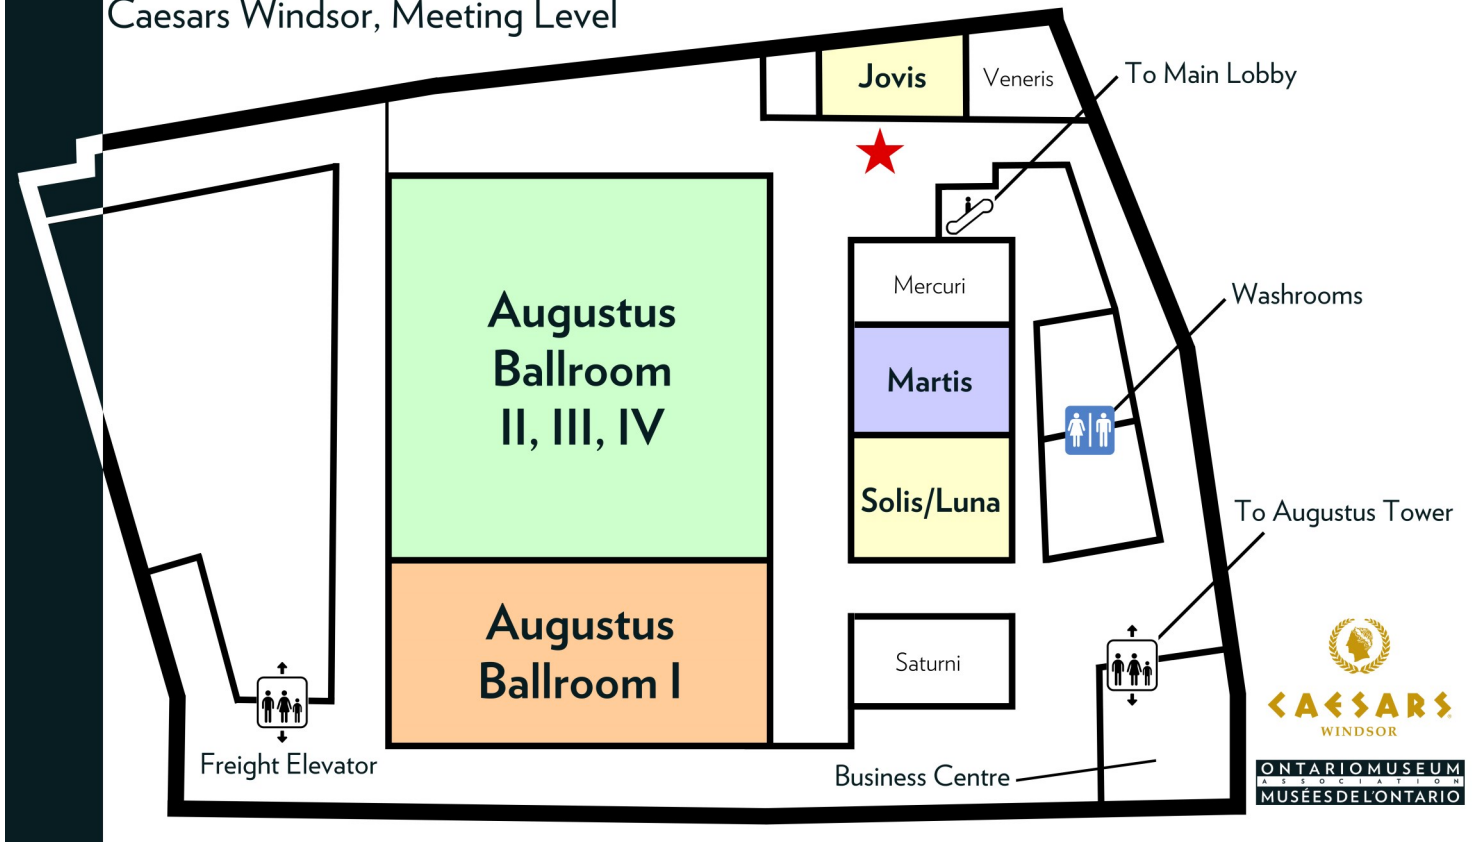 Caesars Windsor, Meeting Level
Jovis
Veneris
To Main Lobby
Mercuri
Augustus
Ballroom
II, III, IV
Martis
Washrooms
Solis/Luna
To Augustus Tower
Augustus
Ballroom I
Saturni
Freight Elevator
Business Centre
CAESARS
WINDSOR
ONTARIOMUSEUM
ASSOCIATION
MUSÉESDEL'ONTARIO